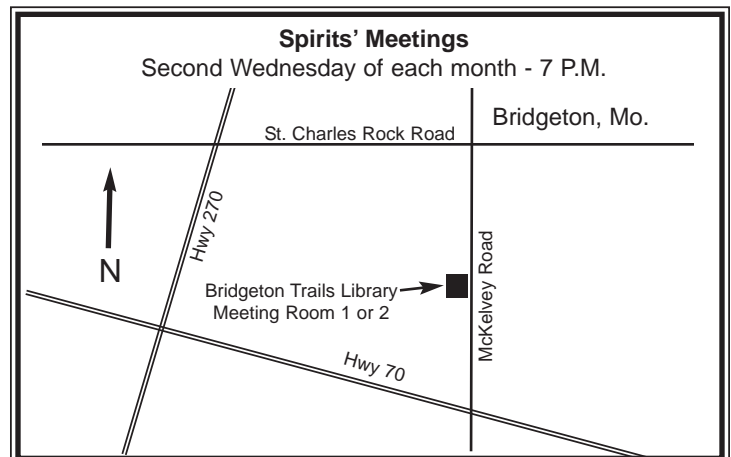 Spirits’ Meetings
Second Wednesday of each month - 7 P.M.
Bridgeton, Mo.
St. Charles Rock Road
Hwy 270
N
McKelvey Road
Bridgeton Trails Library
Meeting Room 1 or 2
Hwy 70